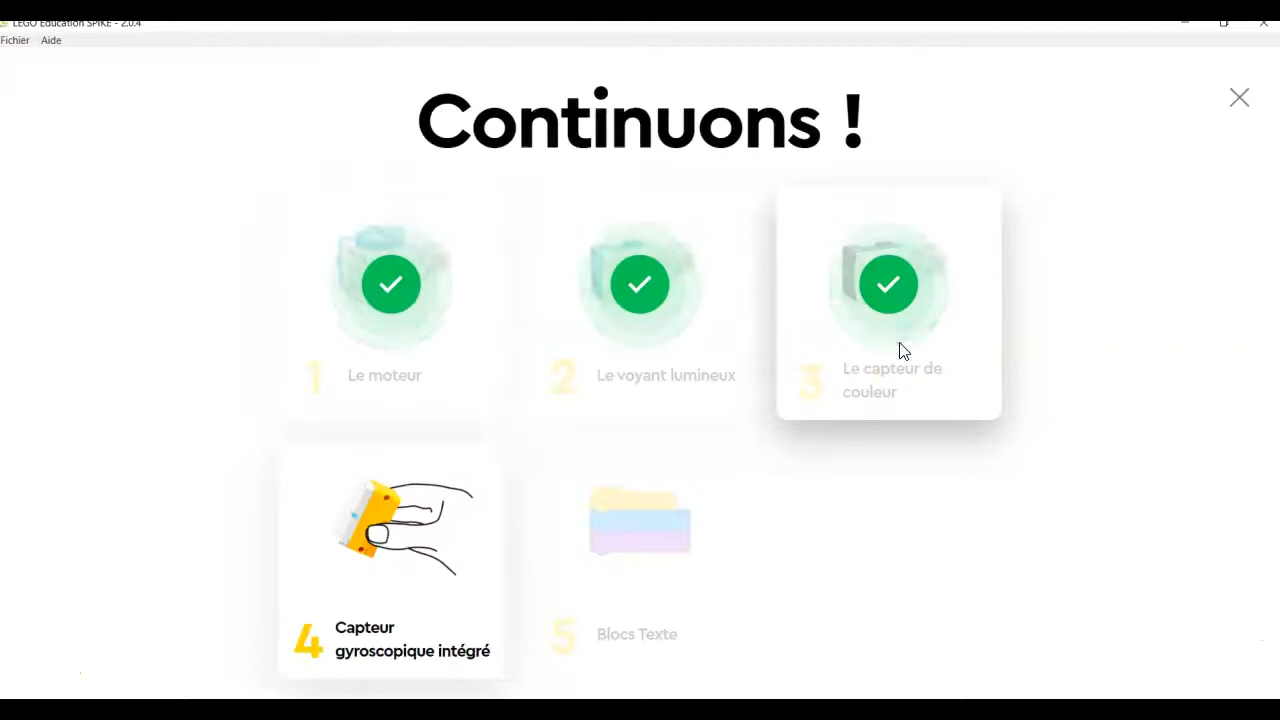 LEGO Education SPIKE - 2.0.4
Fichier Aide
Continuons !
1 Le moteur
2 Le voyant lumineux
3 Le capteur de
couleur
4 Capteur
gyroscopique intégré
5 Blocs Texte